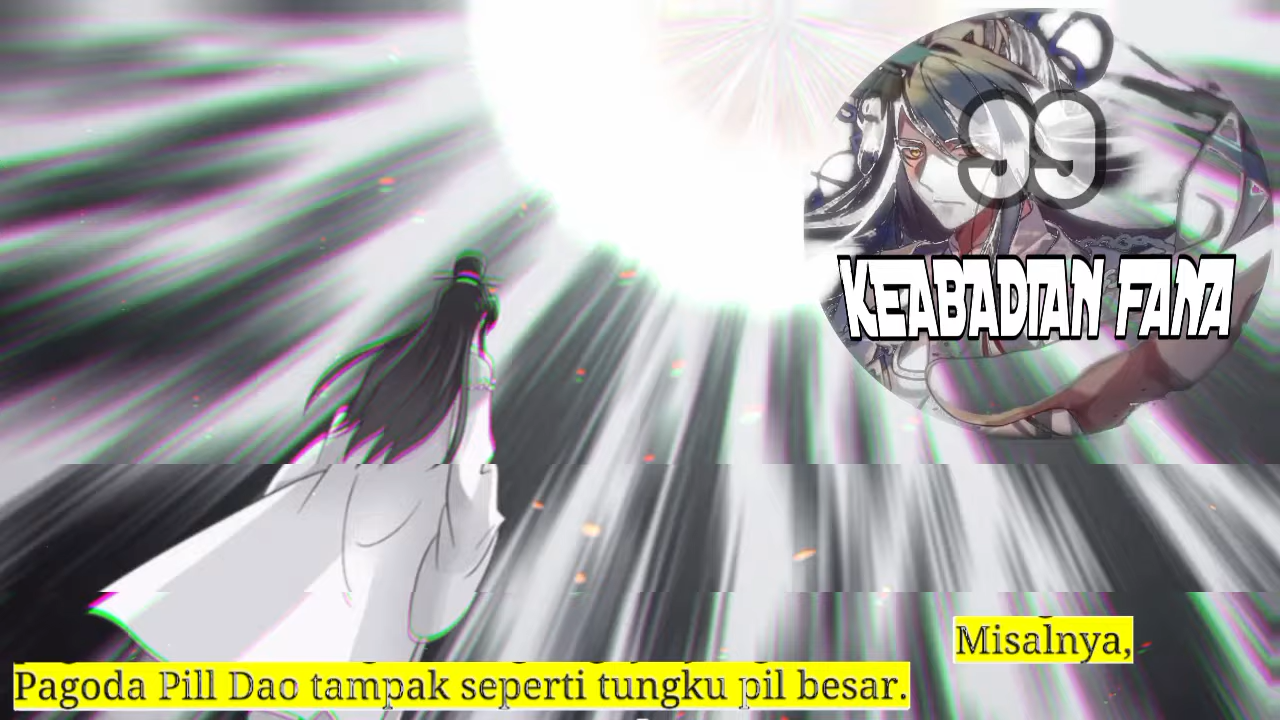 99
KEABADIAN FANA
Misalnya,
Pagoda Pill Dao tampak seperti tungku pil besar.